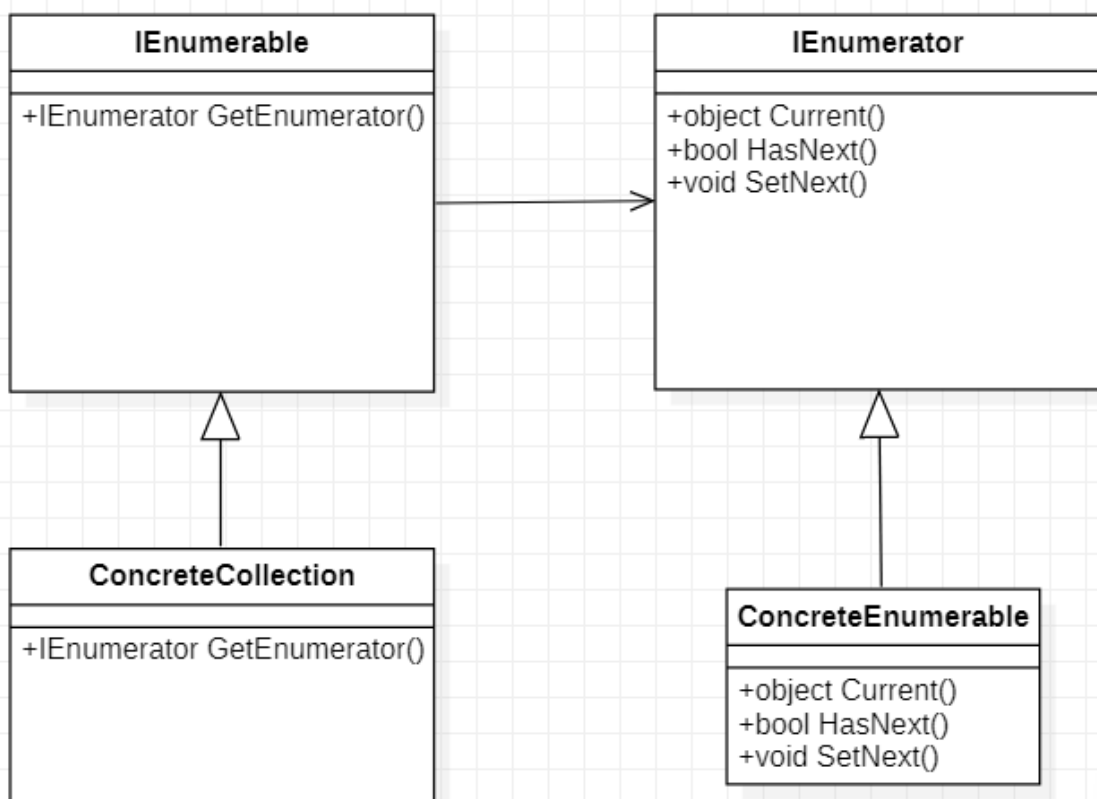 IEnumerable
+IEnumerator GetEnumerator()
IEnumerator
+object Current()
+bool HasNext()
+void SetNext()
ConcreteCollection
+IEnumerator GetEnumerator()
ConcreteEnumerable
+object Current()
+bool HasNext()
+void SetNext()